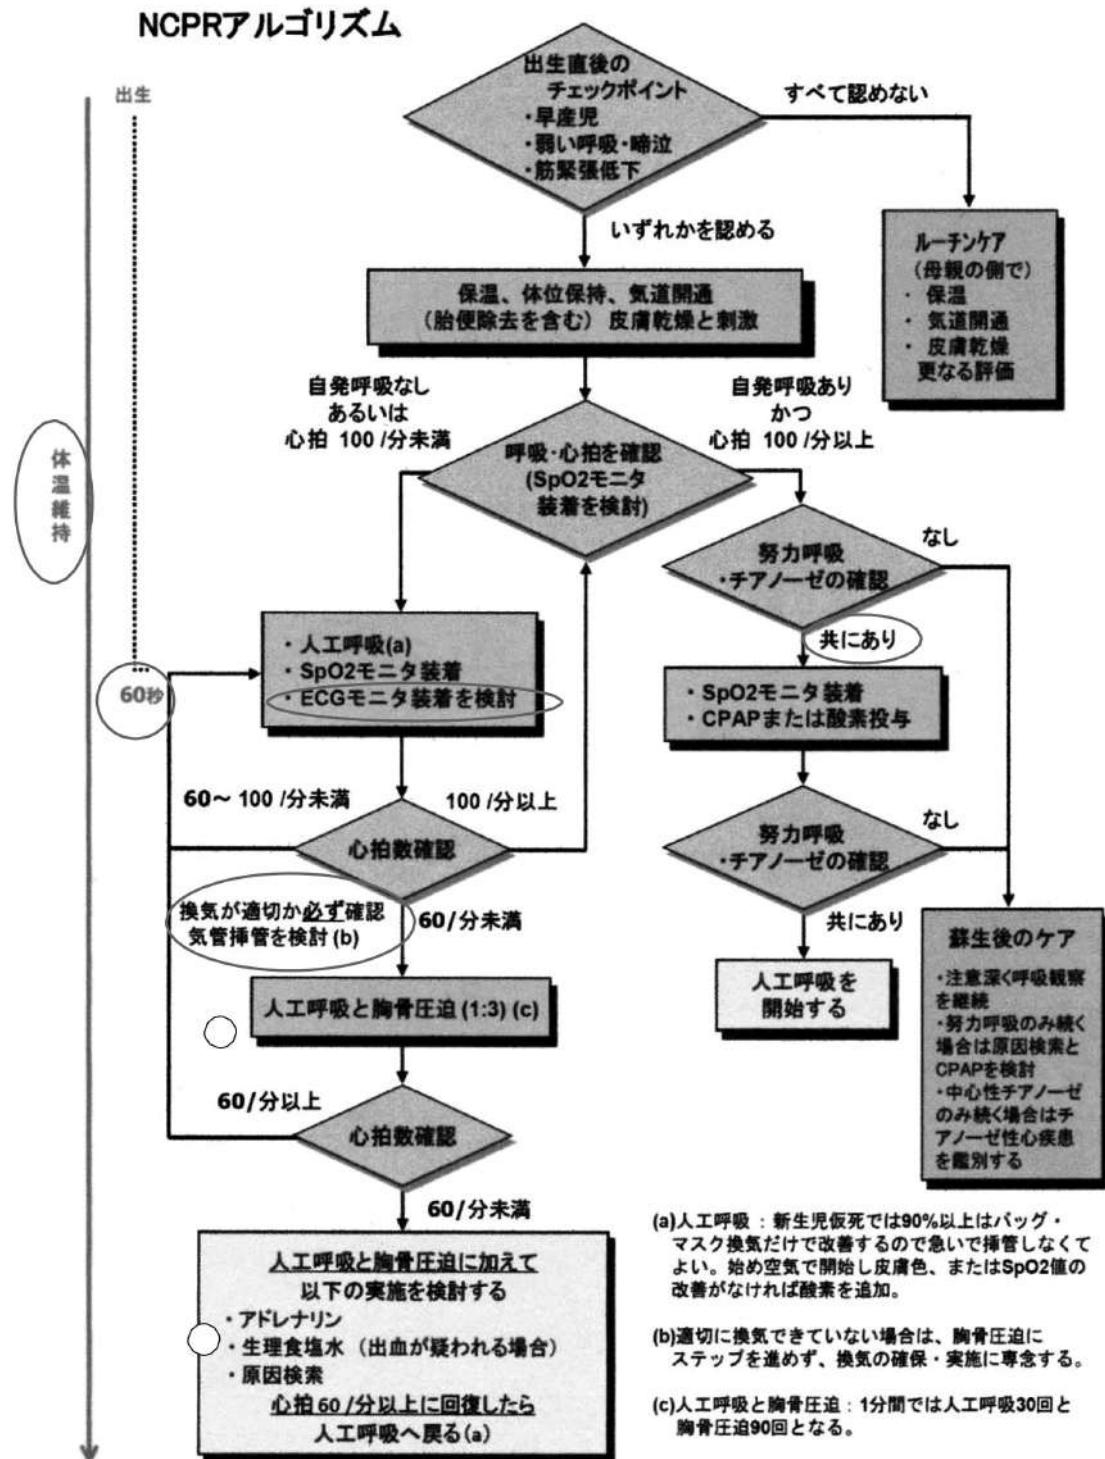 NCPRアルゴリズム
出生
出生直後の
チェックポイント
・早産児
・弱い呼吸・啼泣
・筋緊張低下
すべて認めない
いずれかを認める
ルーチンケア
(母親の側で)
・ 保温
・ 気道開通
・ 皮膚乾燥
更なる評価
保温、体位保持、気道開通
(胎便除去を含む) 皮膚乾燥と刺激
自発呼吸なし
あるいは
心拍 100 /分未満
自発呼吸あり
かつ
心拍 100 /分以上
呼吸・心拍を確認
(SpO2モニタ
装着を検討)
体温維持
努力呼吸
・チアノーゼの確認
なし
共にあり
・人工呼吸(a)
・SpO2モニタ装着
・ECGモニタ装着を検討
60秒
・SpO2モニタ装着
・CPAPまたは酸素投与
60～100 /分未満
100 /分以上
心拍数確認
努力呼吸
・チアノーゼの確認
なし
共にあり
換気が適切か必ず確認
気管挿管を検討 (b)
60/分未満
人工呼吸を
開始する
人工呼吸と胸骨圧迫 (1:3) (c)
60/分以上
心拍数確認
60/分未満
蘇生後のケア
・注意深く呼吸観察
を継続
・努力呼吸のみ続く
場合は原因検索と
CPAPを検討
・中心性チアノーゼ
のみ続く場合はチ
アノーゼ性心疾患
を鑑別する
人工呼吸と胸骨圧迫に加えて
以下の実施を検討する
・アドレナリン
・生理食塩水 (出血が疑われる場合)
・原因検索
心拍60/分以上に回復したら
人工呼吸へ戻る(a)
(a)人工呼吸 : 新生児仮死では90%以上はバッグ・
マスク換気だけで改善するので急いで挿管しなくて
よい。始め空気で開始し皮膚色、またはSpO2値の
改善がなければ酸素を追加。
(b)適切に換気できていない場合は、胸骨圧迫に
ステップを進めず、換気の確保・実施に専念する。
(c)人工呼吸と胸骨圧迫 : 1分間では人工呼吸30回と
胸骨圧迫90回となる。